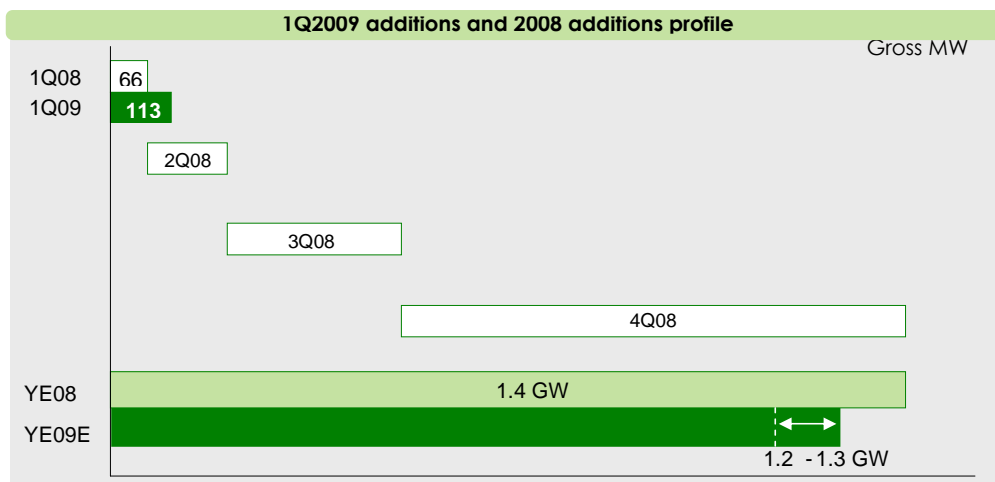 1Q2009 additions and 2008 additions profile
Gross MW
1Q08 66
1Q09 113
2Q08
3Q08
4Q08
YE08 1.4 GW
YE09E
1.2 - 1.3 GW